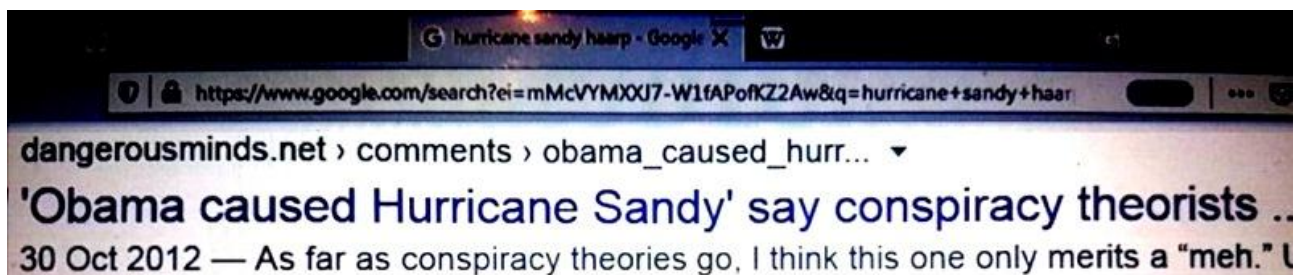 G hurricane sandy haarp - Google X W
https://www.google.com/search?ei=mMcVYMXXJ7-W1fAPofKZ2Aw&q=hurricane+sandy+haar
dangerousminds.net › comments › obama_caused_hurr...
'Obama caused Hurricane Sandy' say conspiracy theorists ..
30 Oct 2012 — As far as conspiracy theories go, I think this one only merits a “meh.” U